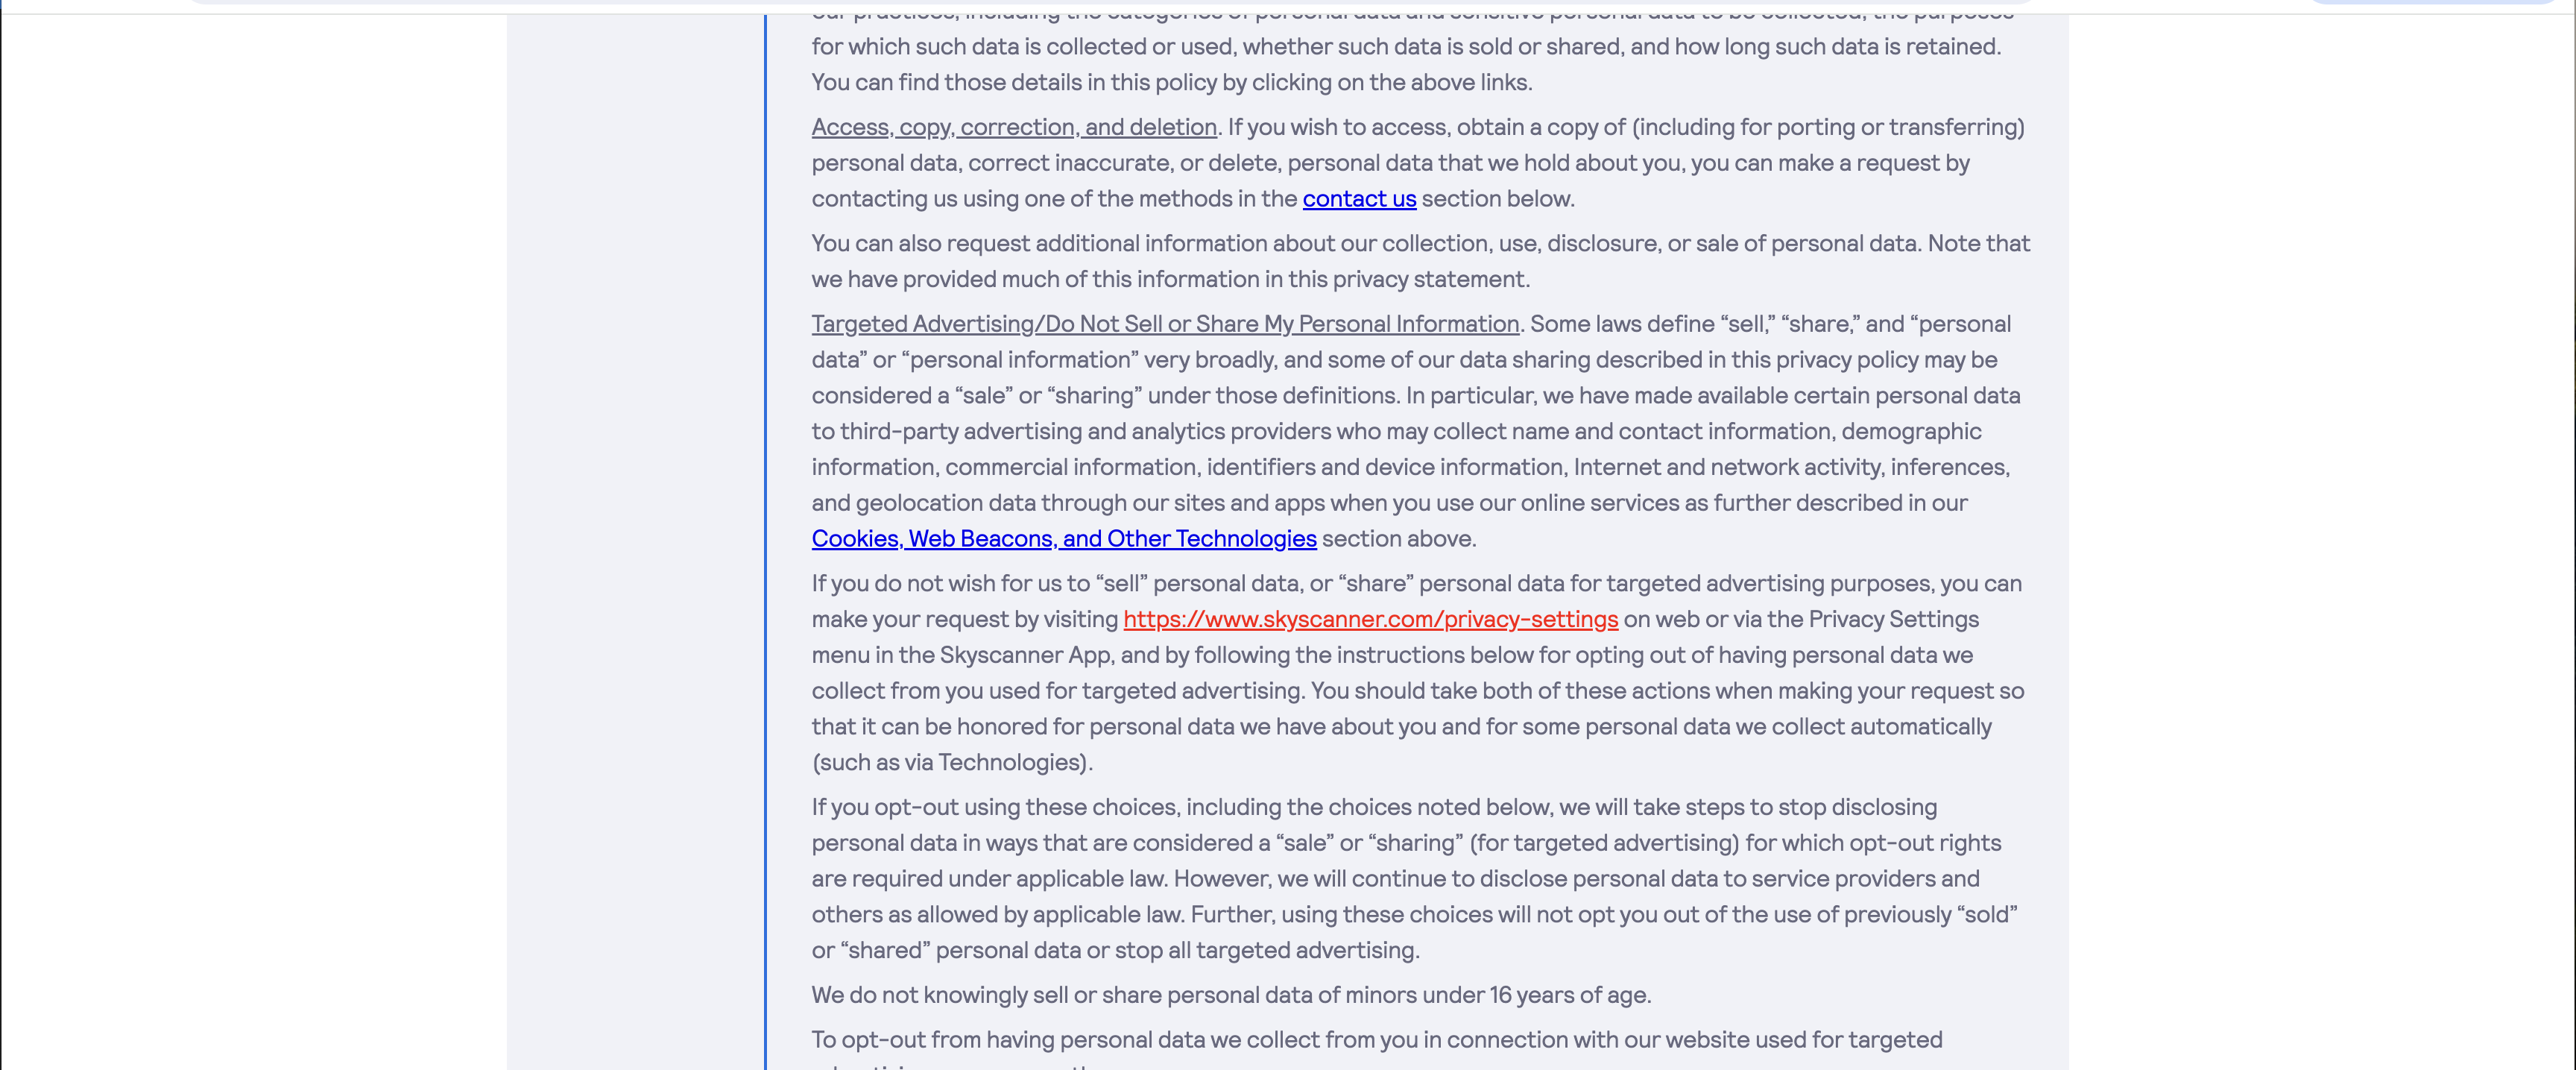 our practices, including the categories of personal data and sensitive personal data to be collected, the purposes
for which such data is collected or used, whether such data is sold or shared, and how long such data is retained.
You can find those details in this policy by clicking on the above links.
Access, copy, correction, and deletion. If you wish to access, obtain a copy of (including for porting or transferring)
personal data, correct inaccurate, or delete, personal data that we hold about you, you can make a request by
contacting us using one of the methods in the contact us section below.
You can also request additional information about our collection, use, disclosure, or sale of personal data. Note that
we have provided much of this information in this privacy statement.
Targeted Advertising/Do Not Sell or Share My Personal Information. Some laws define “sell,” “share,” and “personal
data” or “personal information” very broadly, and some of our data sharing described in this privacy policy may be
considered a “sale” or “sharing” under those definitions. In particular, we have made available certain personal data
to third-party advertising and analytics providers who may collect name and contact information, demographic
information, commercial information, identifiers and device information, Internet and network activity, inferences,
and geolocation data through our sites and apps when you use our online services as further described in our
Cookies, Web Beacons, and Other Technologies section above.
If you do not wish for us to “sell” personal data, or “share” personal data for targeted advertising purposes, you can
make your request by visiting https://www.skyscanner.com/privacy-settings on web or via the Privacy Settings
menu in the Skyscanner App, and by following the instructions below for opting out of having personal data we
collect from you used for targeted advertising. You should take both of these actions when making your request so
that it can be honored for personal data we have about you and for some personal data we collect automatically
(such as via Technologies).
If you opt-out using these choices, including the choices noted below, we will take steps to stop disclosing
personal data in ways that are considered a “sale” or “sharing” (for targeted advertising) for which opt-out rights
are required under applicable law. However, we will continue to disclose personal data to service providers and
others as allowed by applicable law. Further, using these choices will not opt you out of the use of previously “sold”
or “shared” personal data or stop all targeted advertising.
We do not knowingly sell or share personal data of minors under 16 years of age.
To opt-out from having personal data we collect from you in connection with our website used for targeted